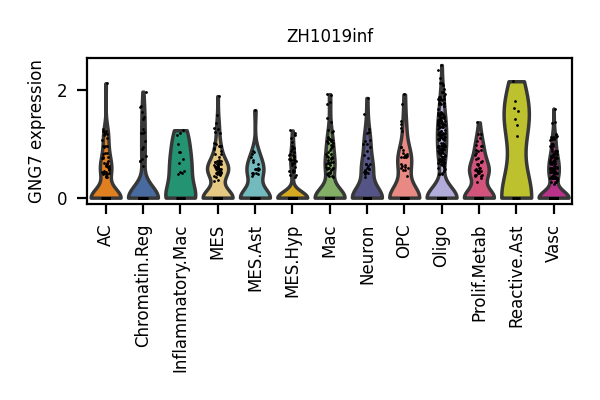 ZH1019inf
GNG7 expression
2
0
AC
Chromatin.Reg
Inflammatory.Mac
MES
MES.Ast
MES.Hyp
Mac
Neuron
OPC
Oligo
Prolif.Metab
Reactive.Ast
Vasc